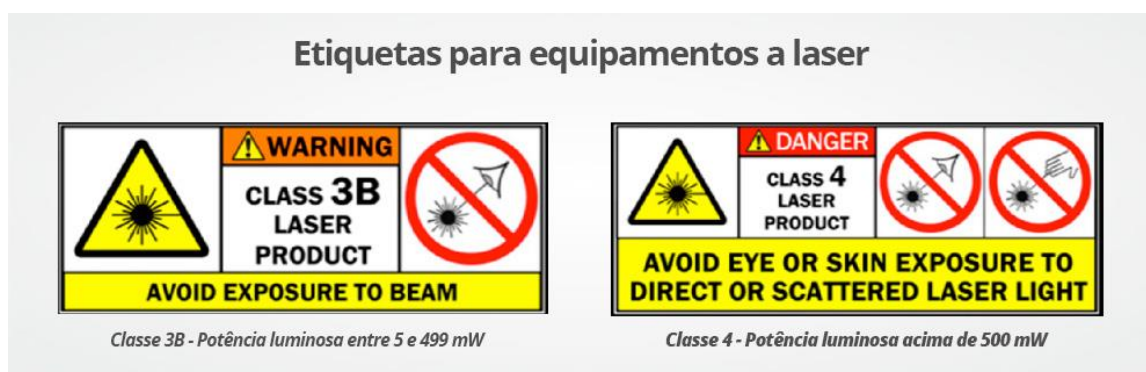 Etiquetas para equipamentos a laser
WARNING
CLASS 3B
LASER
PRODUCT
AVOID EXPOSURE TO BEAM
Classe 3B - Potência luminosa entre 5 e 499 mW
DANGER
CLASS 4
LASER
PRODUCT
AVOID EYE OR SKIN EXPOSURE TO
DIRECT OR SCATTERED LASER LIGHT
Classe 4 - Potência luminosa acima de 500 mW